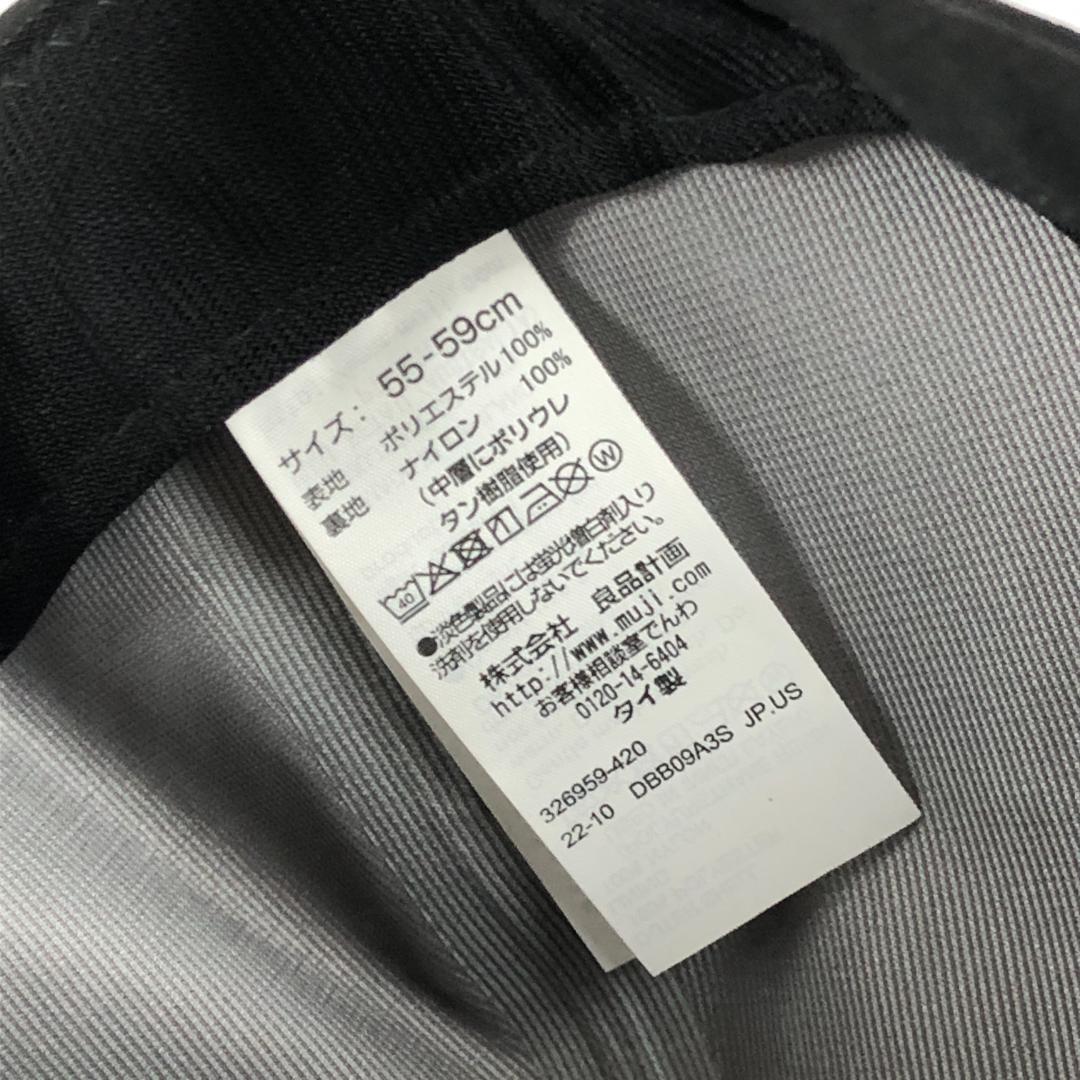 サイズ： 55-59cm
表地 ポリエステル100%
裏地 ナイロン 100%
(中層にポリウレ
タン樹脂使用)
40 W
●淡色製品には蛍光増白剤入り
洗剤を使用しないでください。
株式会社 良品計画
http://www.muji.com
お客様相談室でんわ
0120-14-6404
タイ製
326959-420
22-10 DBB09A3S JP.US